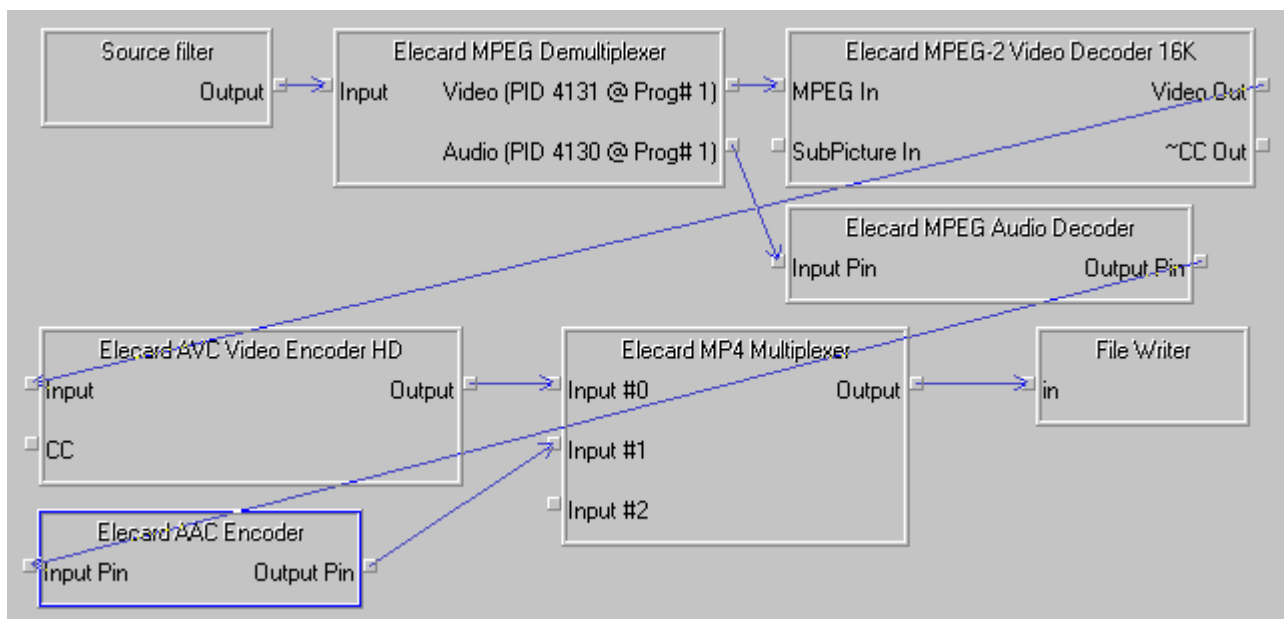 Source filter
Output
Elecard MPEG Demultiplexer
Input Video (PID 4131 @ Prog# 1)
Audio (PID 4130 @ Prog# 1)
Elecard MPEG-2 Video Decoder 16K
MPEG In Video Out
SubPicture In ~CC Out
Elecard MPEG Audio Decoder
Input Pin Output Pin
Elecard AVC Video Encoder HD
Input Output
CC
Elecard MP4 Multiplexer
Input #0 Output
Input #1
Input #2
File Writer
in
Elecard AAC Encoder
Input Pin Output Pin